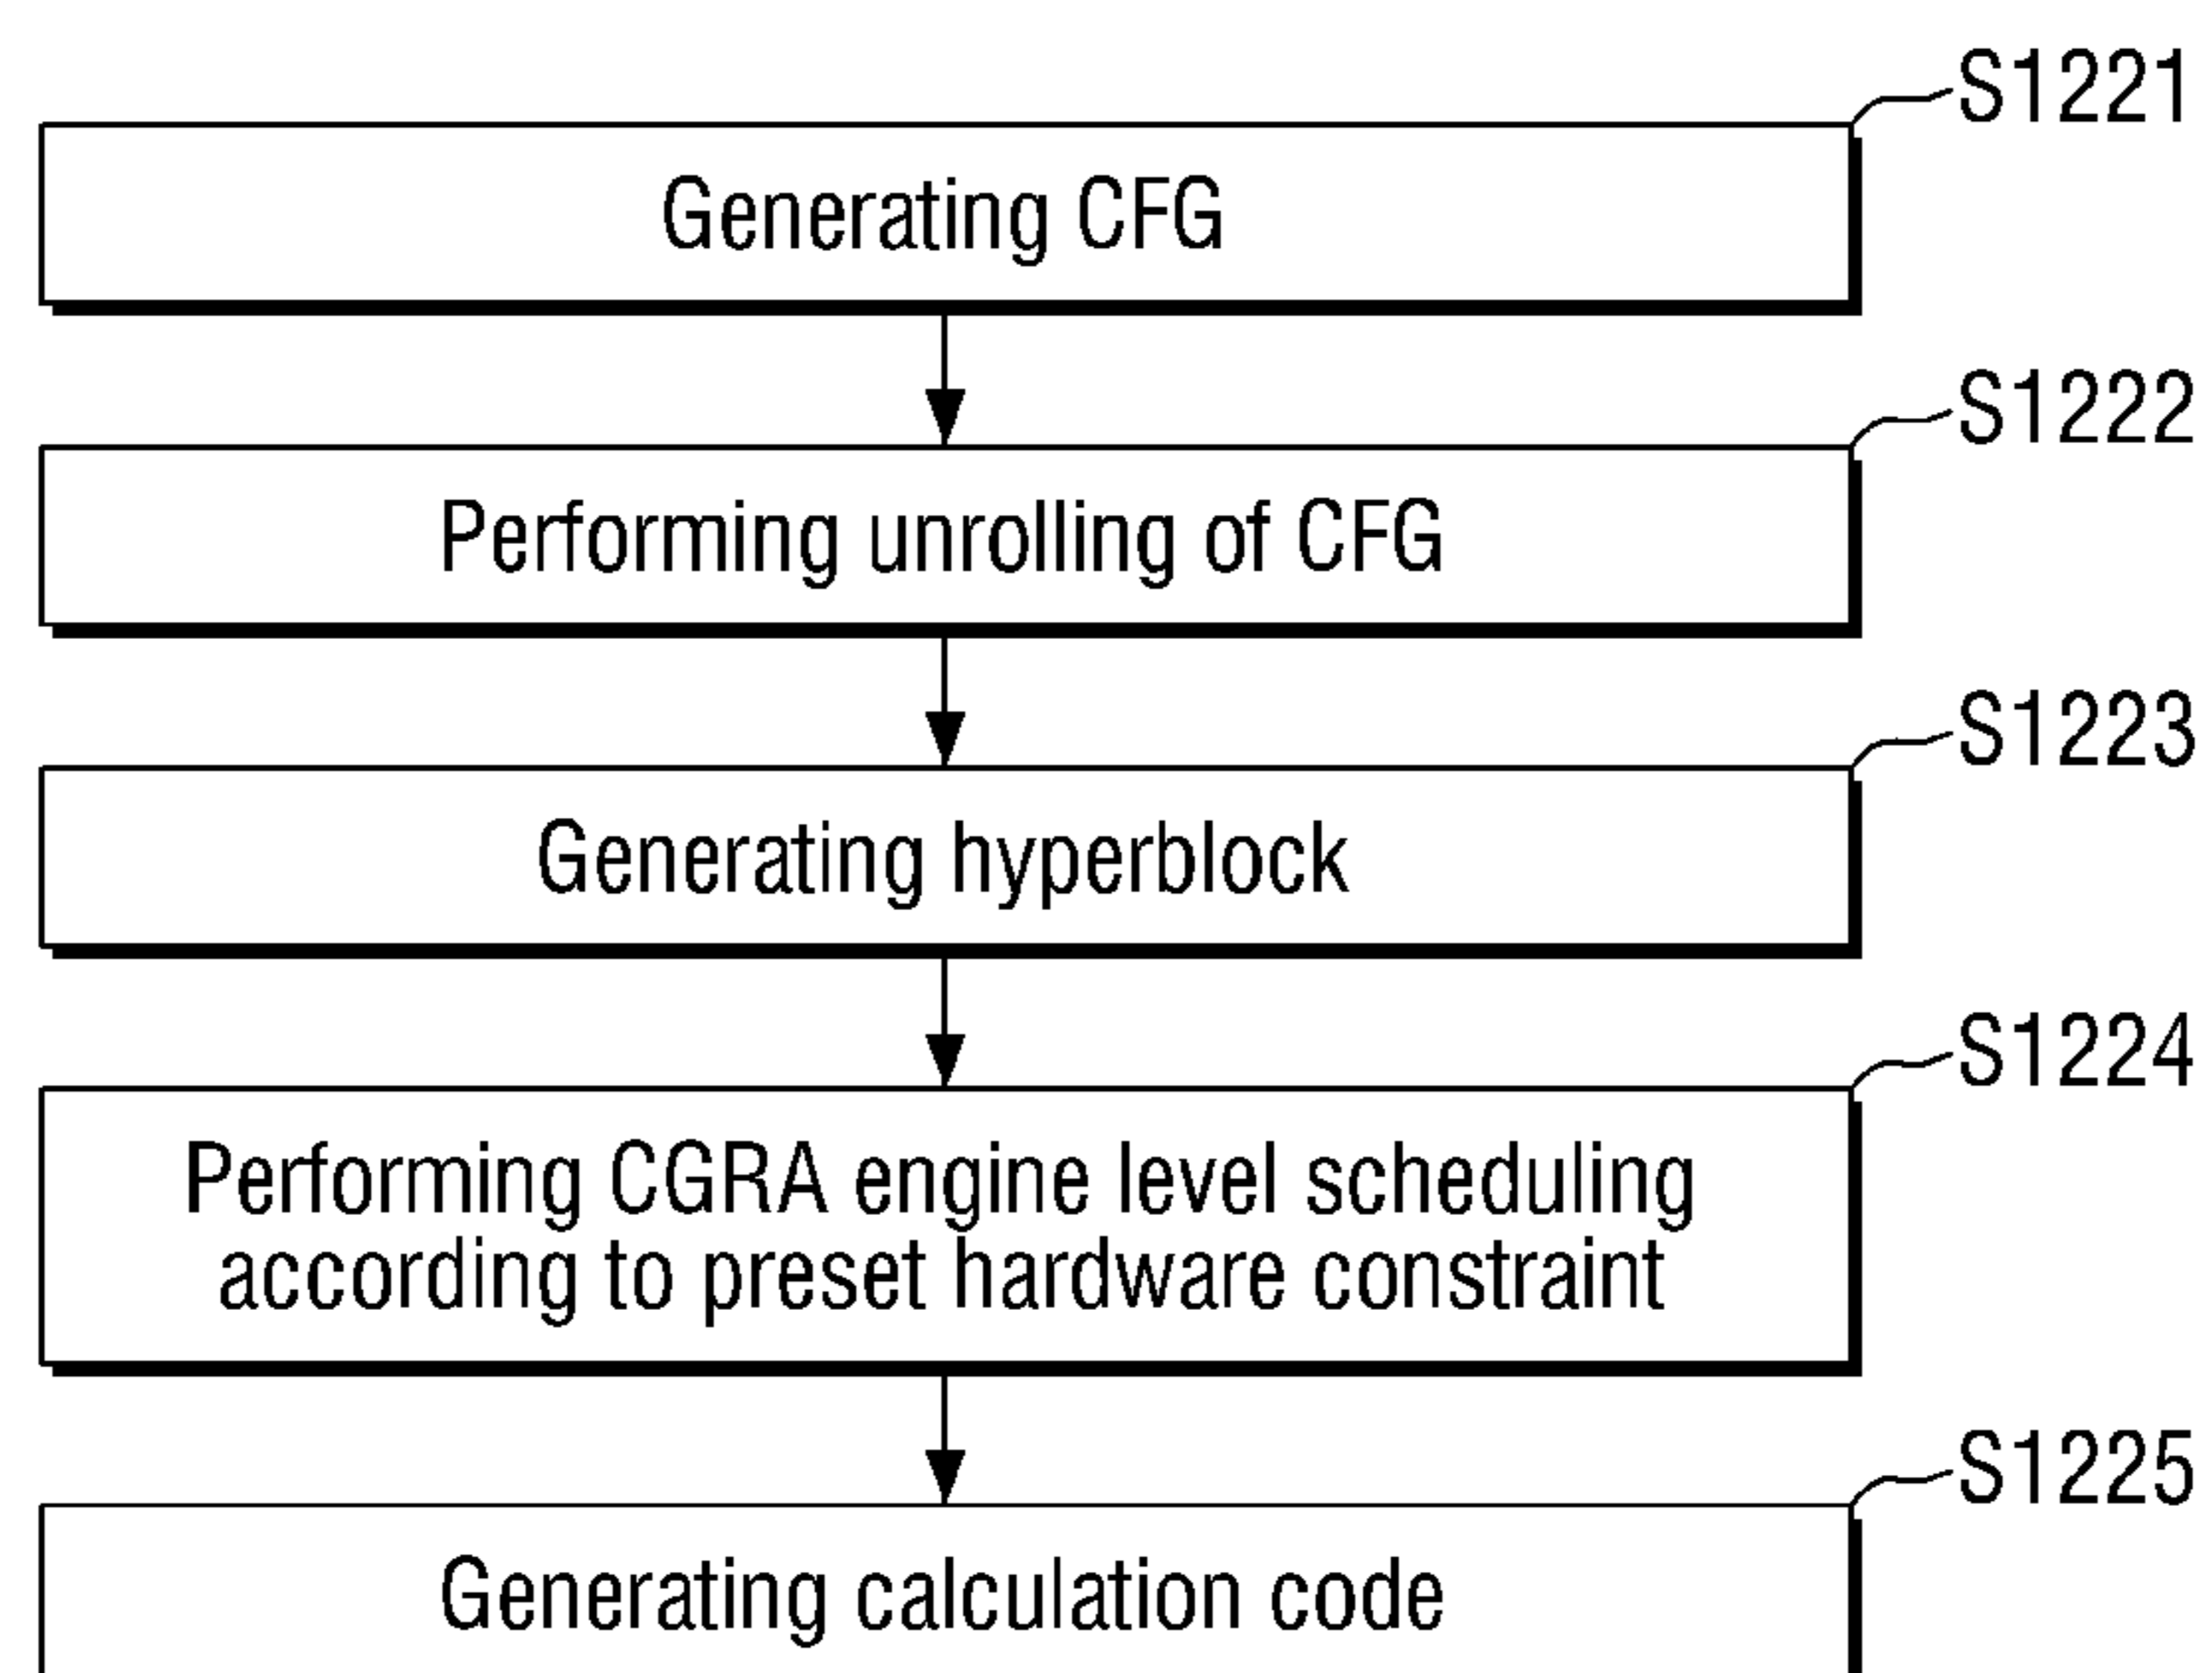 S1221
Generating CFG
S1222
Performing unrolling of CFG
S1223
Generating hyperblock
S1224
Performing CGRA engine level scheduling
according to preset hardware constraint
S1225
Generating calculation code